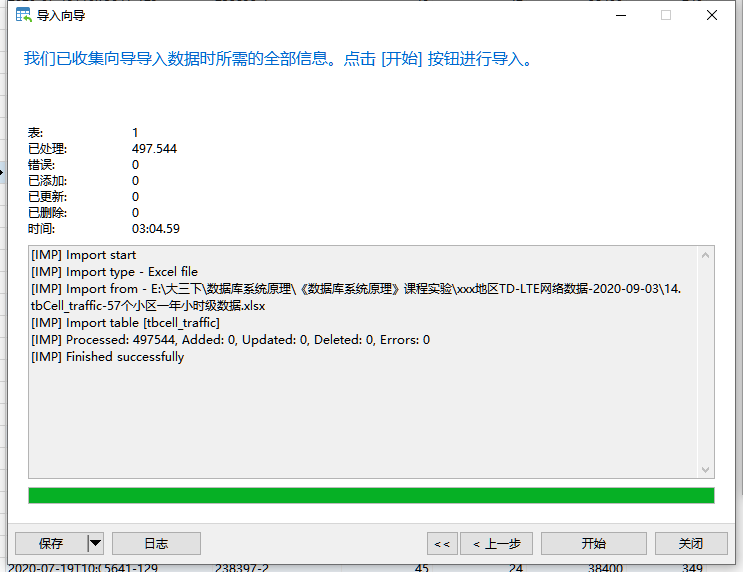 导入向导
我们已收集向导导入数据时所需的全部信息。点击 [开始] 按钮进行导入。
表: 1
已处理: 497.544
错误: 0
已添加: 0
已更新: 0
已删除: 0
时间: 03:04.59
[IMP] Import start
[IMP] Import type - Excel file
[IMP] Import from - E:\大三下\数据库系统原理\《数据库系统原理》课程实验\xxx地区TD-LTE网络数据-2020-09-03\14.
tbCell_traffic-57个小区一年小时级数据.xlsx
[IMP] Import table [tbcell_traffic]
[IMP] Processed: 497544, Added: 0, Updated: 0, Deleted: 0, Errors: 0
[IMP] Finished successfully
保存 日志 << < 上一步 开始 关闭
2020-07-19T10:0 5641-129 238397-2 45 24 38400 349